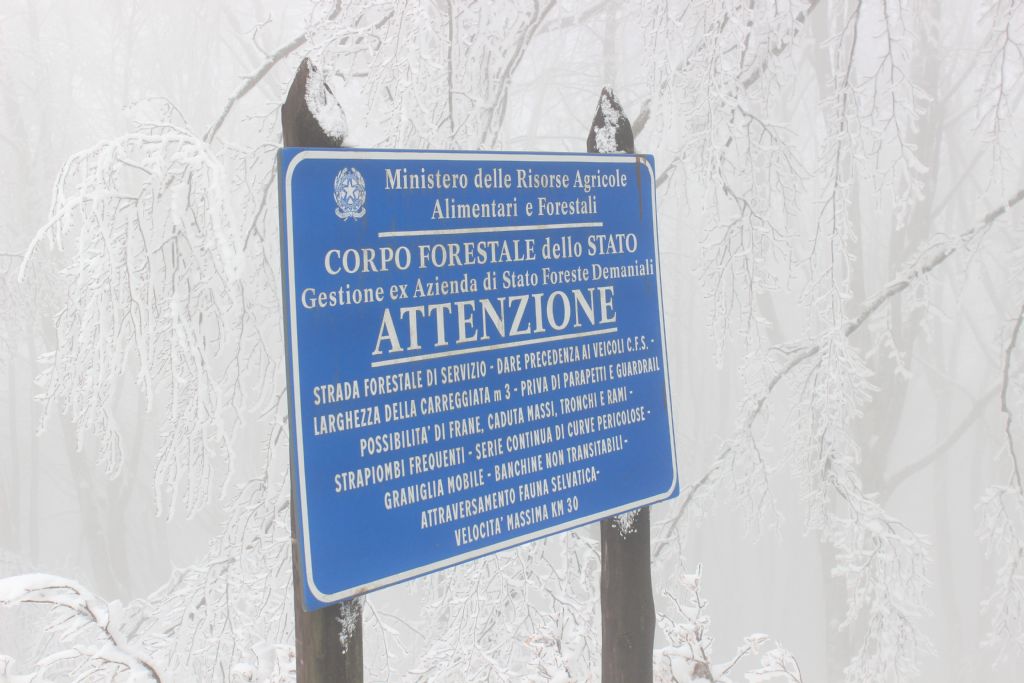 Ministero delle Risorse Agricole
Alimentari e Forestali
CORPO FORESTALE dello STATO
Gestione ex Azienda di Stato Foreste Demaniali
ATTENZIONE
STRADA FORESTALE DI SERVIZIO - DARE PRECEDENZA AI VEICOLI C.F.S. -
LARGHEZZA DELLA CARREGGIATA m 3 - PRIVA DI PARAPETTI E GUARDRAIL
POSSIBILITA' DI FRANE, CADUTA MASSI, TRONCHI E RAMI -
STRAPIOMBI FREQUENTI - SERIE CONTINUA DI CURVE PERICOLOSE -
GRANIGLIA MOBILE - BANCHINE NON TRANSITABILI -
ATTRAVERSAMENTO FAUNA SELVATICA-
VELOCITA' MASSIMA KM 30